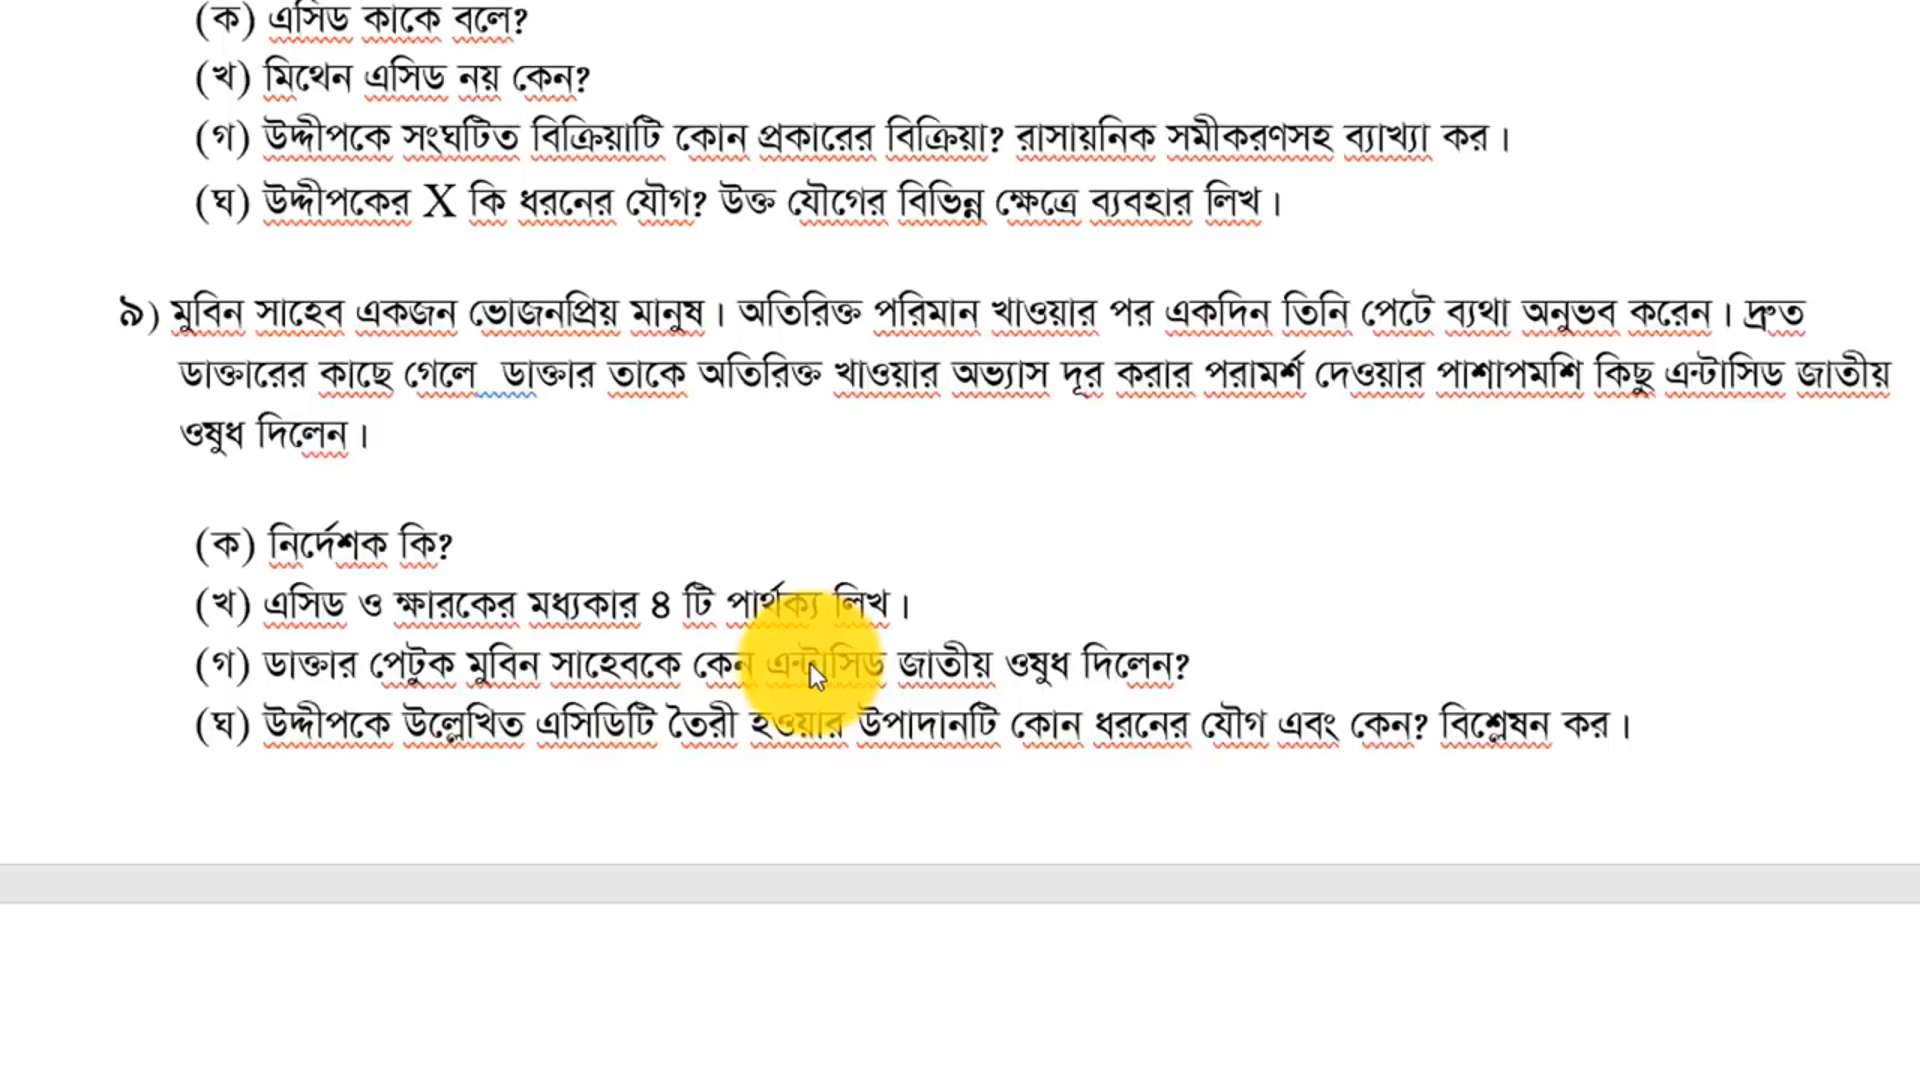 (ক) এসিড কাকে বলে?
(খ) মিথেন এসিড নয় কেন?
(গ) উদ্দীপকে সংঘটিত বিক্রিয়াটি কোন প্রকারের বিক্রিয়া? রাসায়নিক সমীকরণসহ ব্যাখ্যা কর।
(ঘ) উদ্দীপকের X কি ধরনের যৌগ? উক্ত যৌগের বিভিন্ন ক্ষেত্রে ব্যবহার লিখ।
৯) মুবিন সাহেব একজন ভোজনপ্রিয় মানুষ। অতিরিক্ত পরিমান খাওয়ার পর একদিন তিনি পেটে ব্যথা অনুভব করেন। দ্রুত
ডাক্তারের কাছে গেলে ডাক্তার তাকে অতিরিক্ত খাওয়ার অভ্যাস দূর করার পরামর্শ দেওয়ার পাশাপমশি কিছু এন্টাসিড জাতীয়
ওষুধ দিলেন।
(ক) নির্দেশক কি?
(খ) এসিড ও ক্ষারকের মধ্যকার ৪ টি পার্থক্য লিখ।
(গ) ডাক্তার পেটুক মুবিন সাহেবকে কেন এন্টাসিড জাতীয় ওষুধ দিলেন?
(ঘ) উদ্দীপকে উল্লেখিত এসিডিটি তৈরী হওয়ার উপাদানটি কোন ধরনের যৌগ এবং কেন? বিশ্লেষন কর।